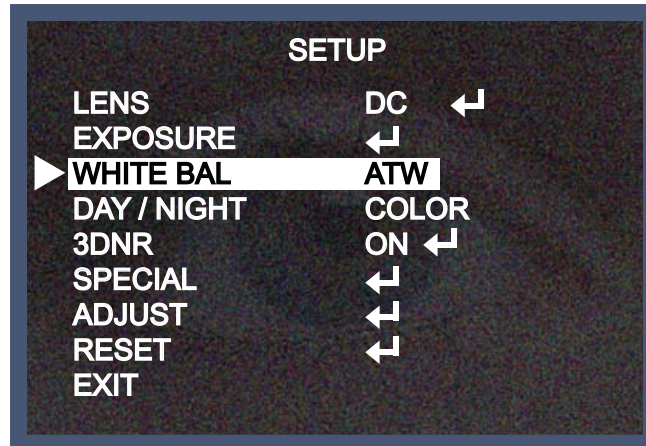 SETUP
LENS DC ↵
EXPOSURE ↵
WHITE BAL ATW
DAY / NIGHT COLOR
3DNR ON ↵
SPECIAL ↵
ADJUST ↵
RESET ↵
EXIT